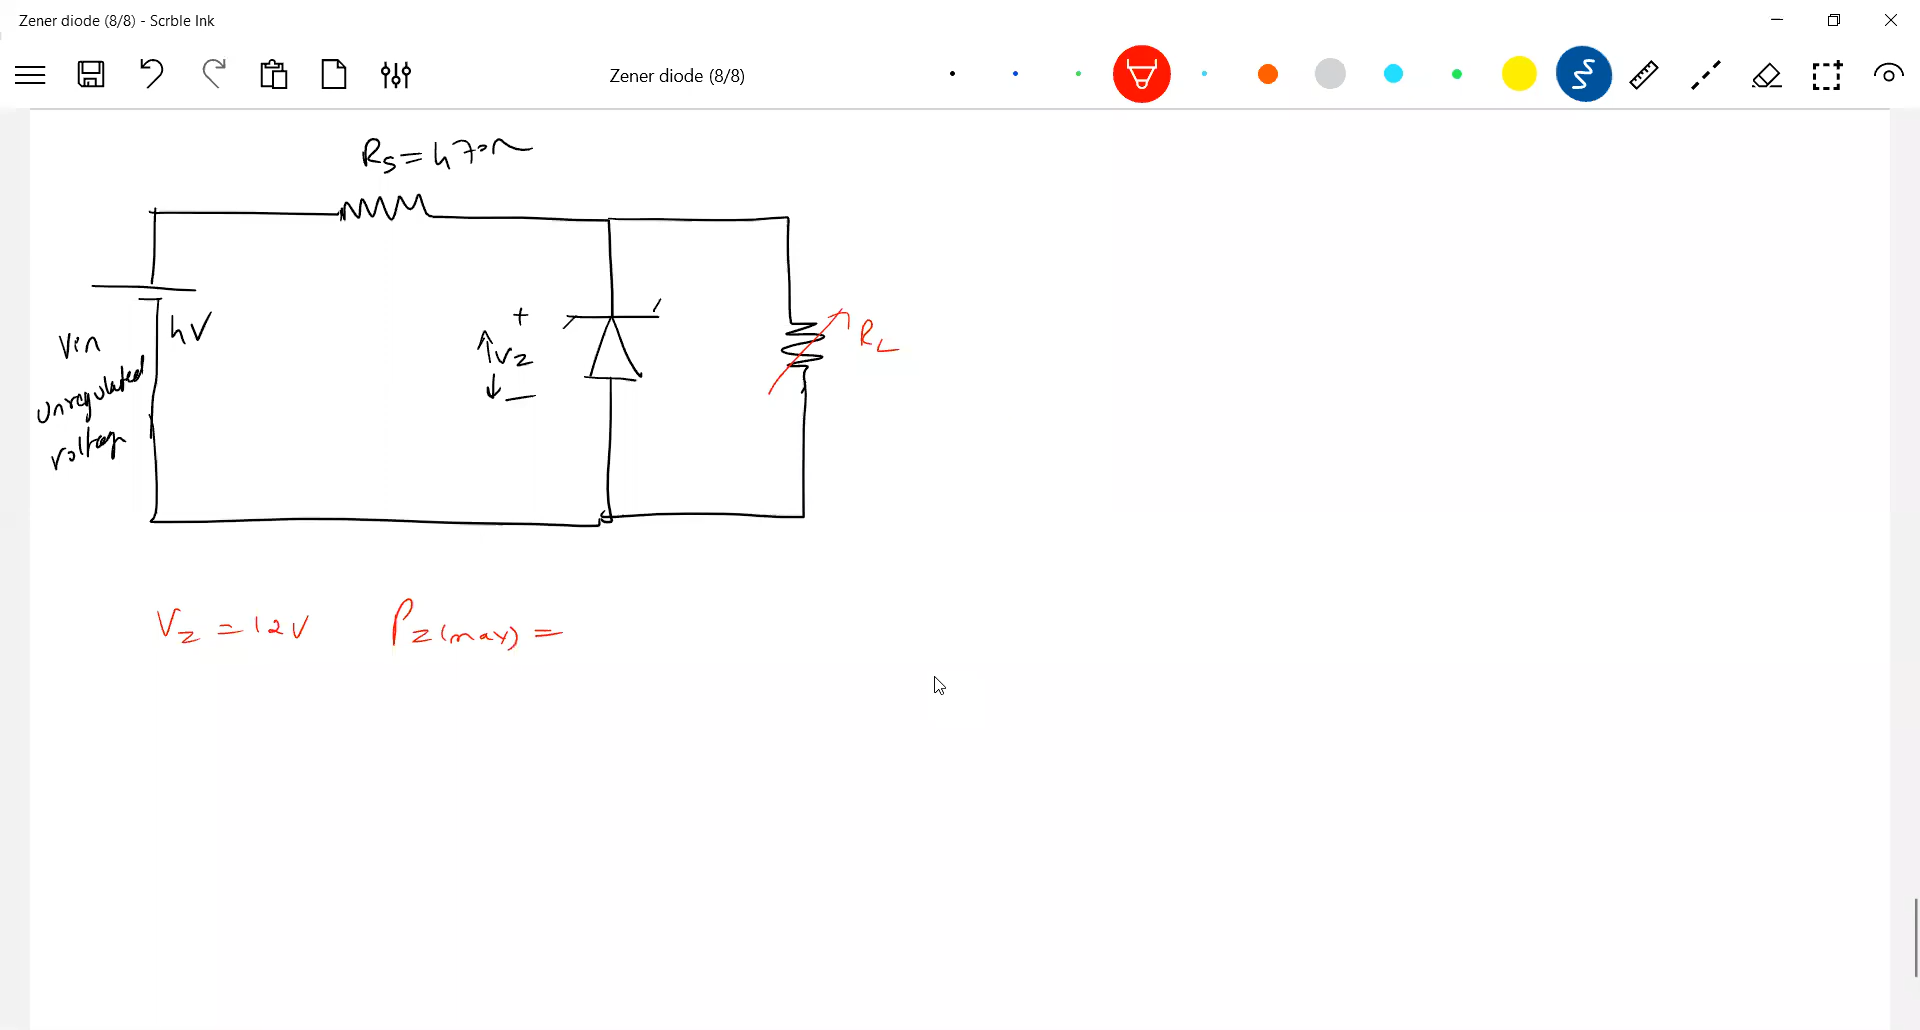 Zener diode (8/8) - Scrble Ink
Zener diode (8/8)
Rs = 470Ω
Vin
unregulated
voltage
4V
+
Vz
—
RL
Vz = 12V Pz(max) =